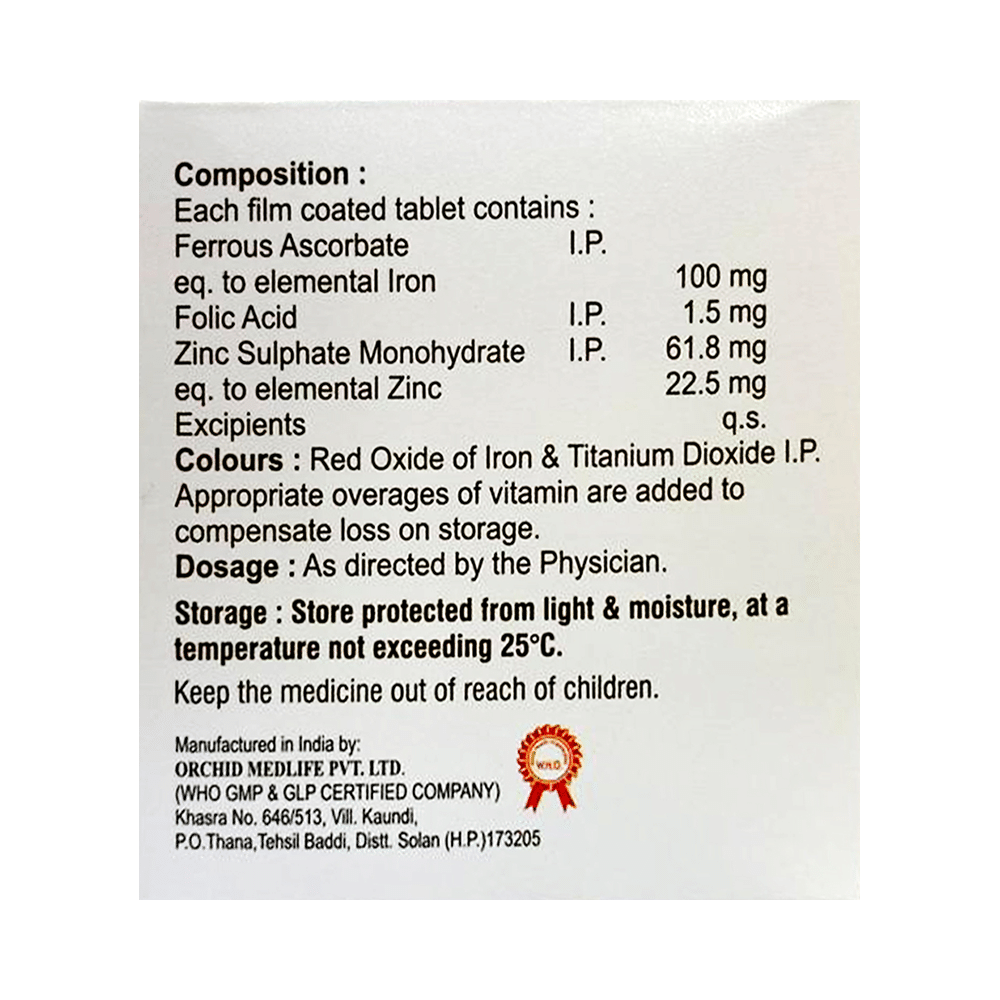 Composition :
Each film coated tablet contains :
Ferrous Ascorbate I.P.
eq. to elemental Iron 100 mg
Folic Acid I.P. 1.5 mg
Zinc Sulphate Monohydrate I.P. 61.8 mg
eq. to elemental Zinc 22.5 mg
Excipients q.s.
Colours : Red Oxide of Iron & Titanium Dioxide I.P.
Appropriate overages of vitamin are added to
compensate loss on storage.
Dosage : As directed by the Physician.
Storage : Store protected from light & moisture, at a
temperature not exceeding 25°C.
Keep the medicine out of reach of children.
Manufactured in India by:
ORCHID MEDLIFE PVT. LTD.
(WHO GMP & GLP CERTIFIED COMPANY)
Khasra No. 646/513, Vill. Kaundi,
P.O.Thana,Tehsil Baddi, Distt. Solan (H.P.)173205
W.H.O.